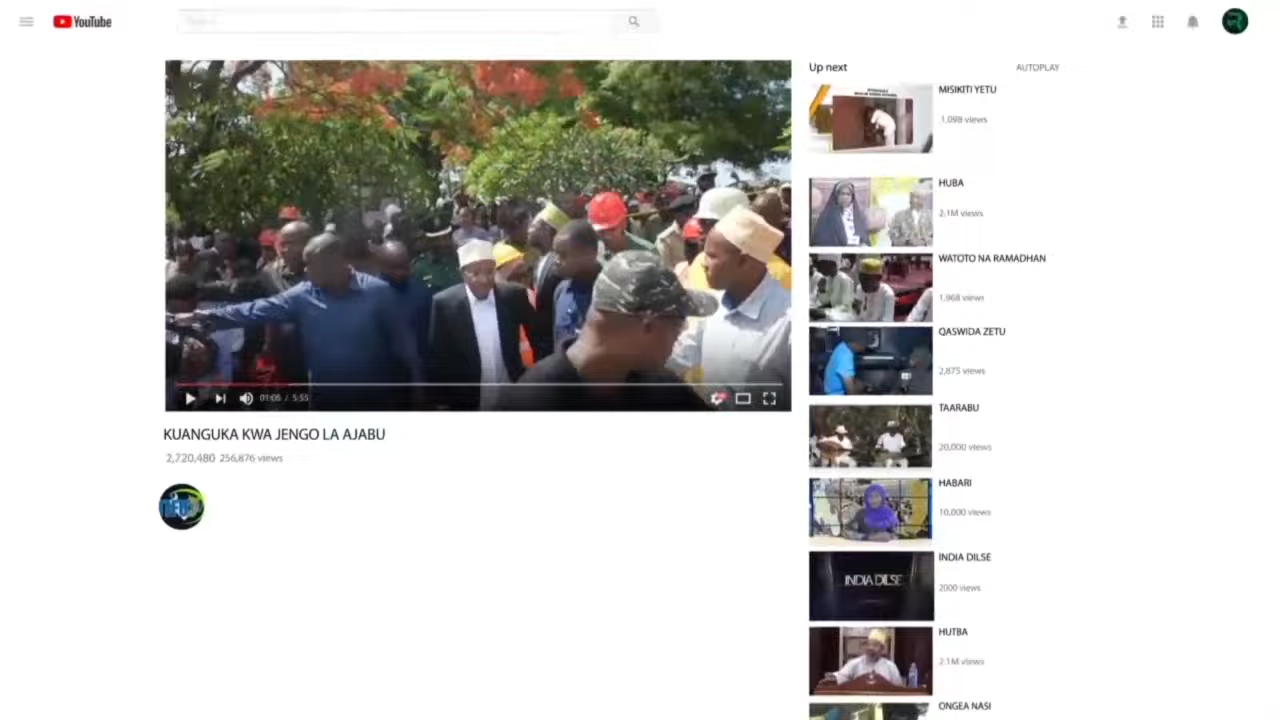 YouTube
01:05 / 5:55
KUANGUKA KWA JENGO LA AJABU
2,720,480 256,876 views
Up next
AUTOPLAY
MISIKITI YETU
1,098 views
HUBA
2.1M views
WATOTO NA RAMADHAN
1,968 views
QASWIDA ZETU
2,875 views
TAARABU
20,000 views
HABARI
10,000 views
INDIA DILSE
INDIA DILSE
2000 views
HUTBA
2.1M views
ONGEA NASI